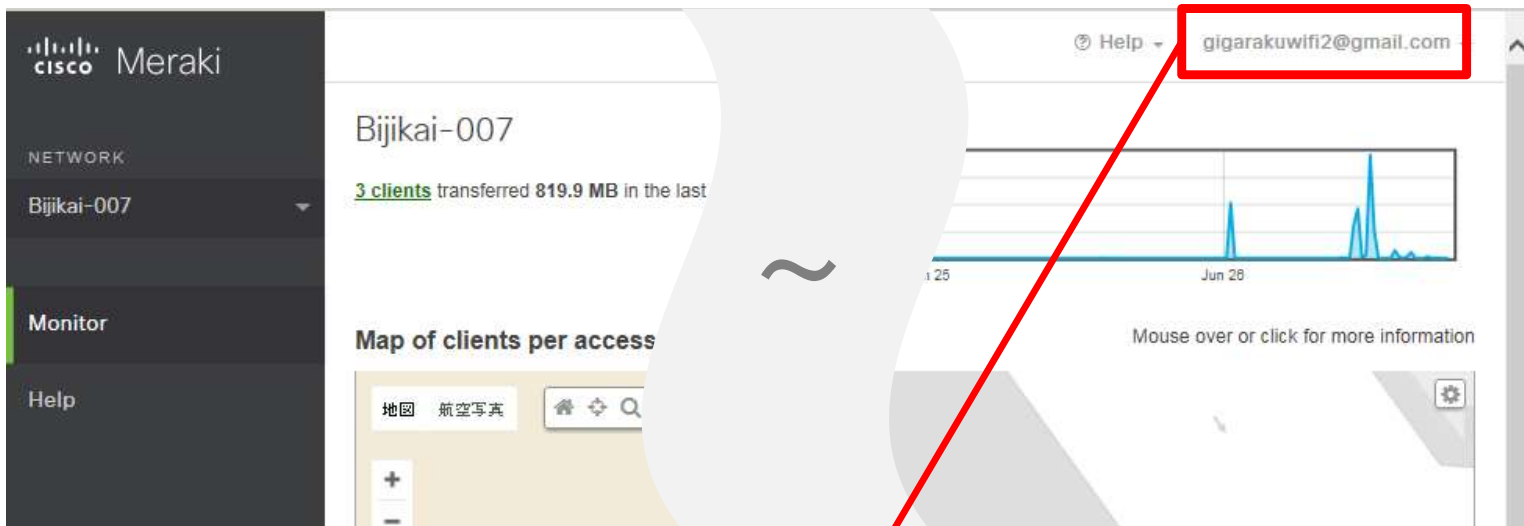 cisco Meraki
Help
gigarakuwifi2@gmail.com
NETWORK
Bijikai-007
Monitor
Help
Bijikai-007
3 clients transferred 819.9 MB in the last
25
Jun 26
~
Map of clients per access
Mouse over or click for more information
地図 航空写真
+
−